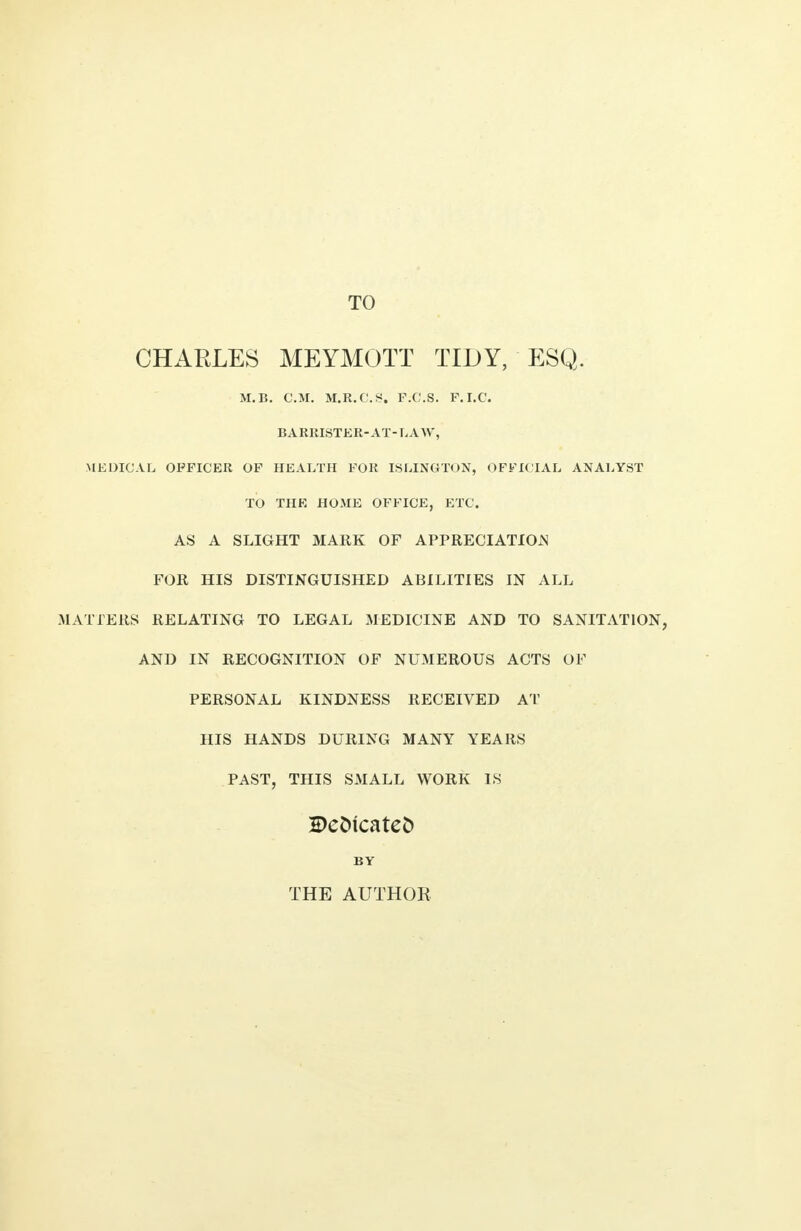 TO
CHARLES MEYMOTT TIDY, ESQ.
M.B. C.M. M.R.C.S. F.C.S. F.I.C.
BARRISTER-AT-LAW,
MEDICAL OFFICER OF HEALTH FOR ISLINGTON, OFFICIAL ANALYST
TO THE HOME OFFICE, ETC.
AS A SLIGHT MARK OF APPRECIATION
FOR HIS DISTINGUISHED ABILITIES IN ALL
MATTERS RELATING TO LEGAL MEDICINE AND TO SANITATION,
AND IN RECOGNITION OF NUMEROUS ACTS OF
PERSONAL KINDNESS RECEIVED AT
HIS HANDS DURING MANY YEARS
PAST, THIS SMALL WORK IS
Dedicated
BY
THE AUTHOR